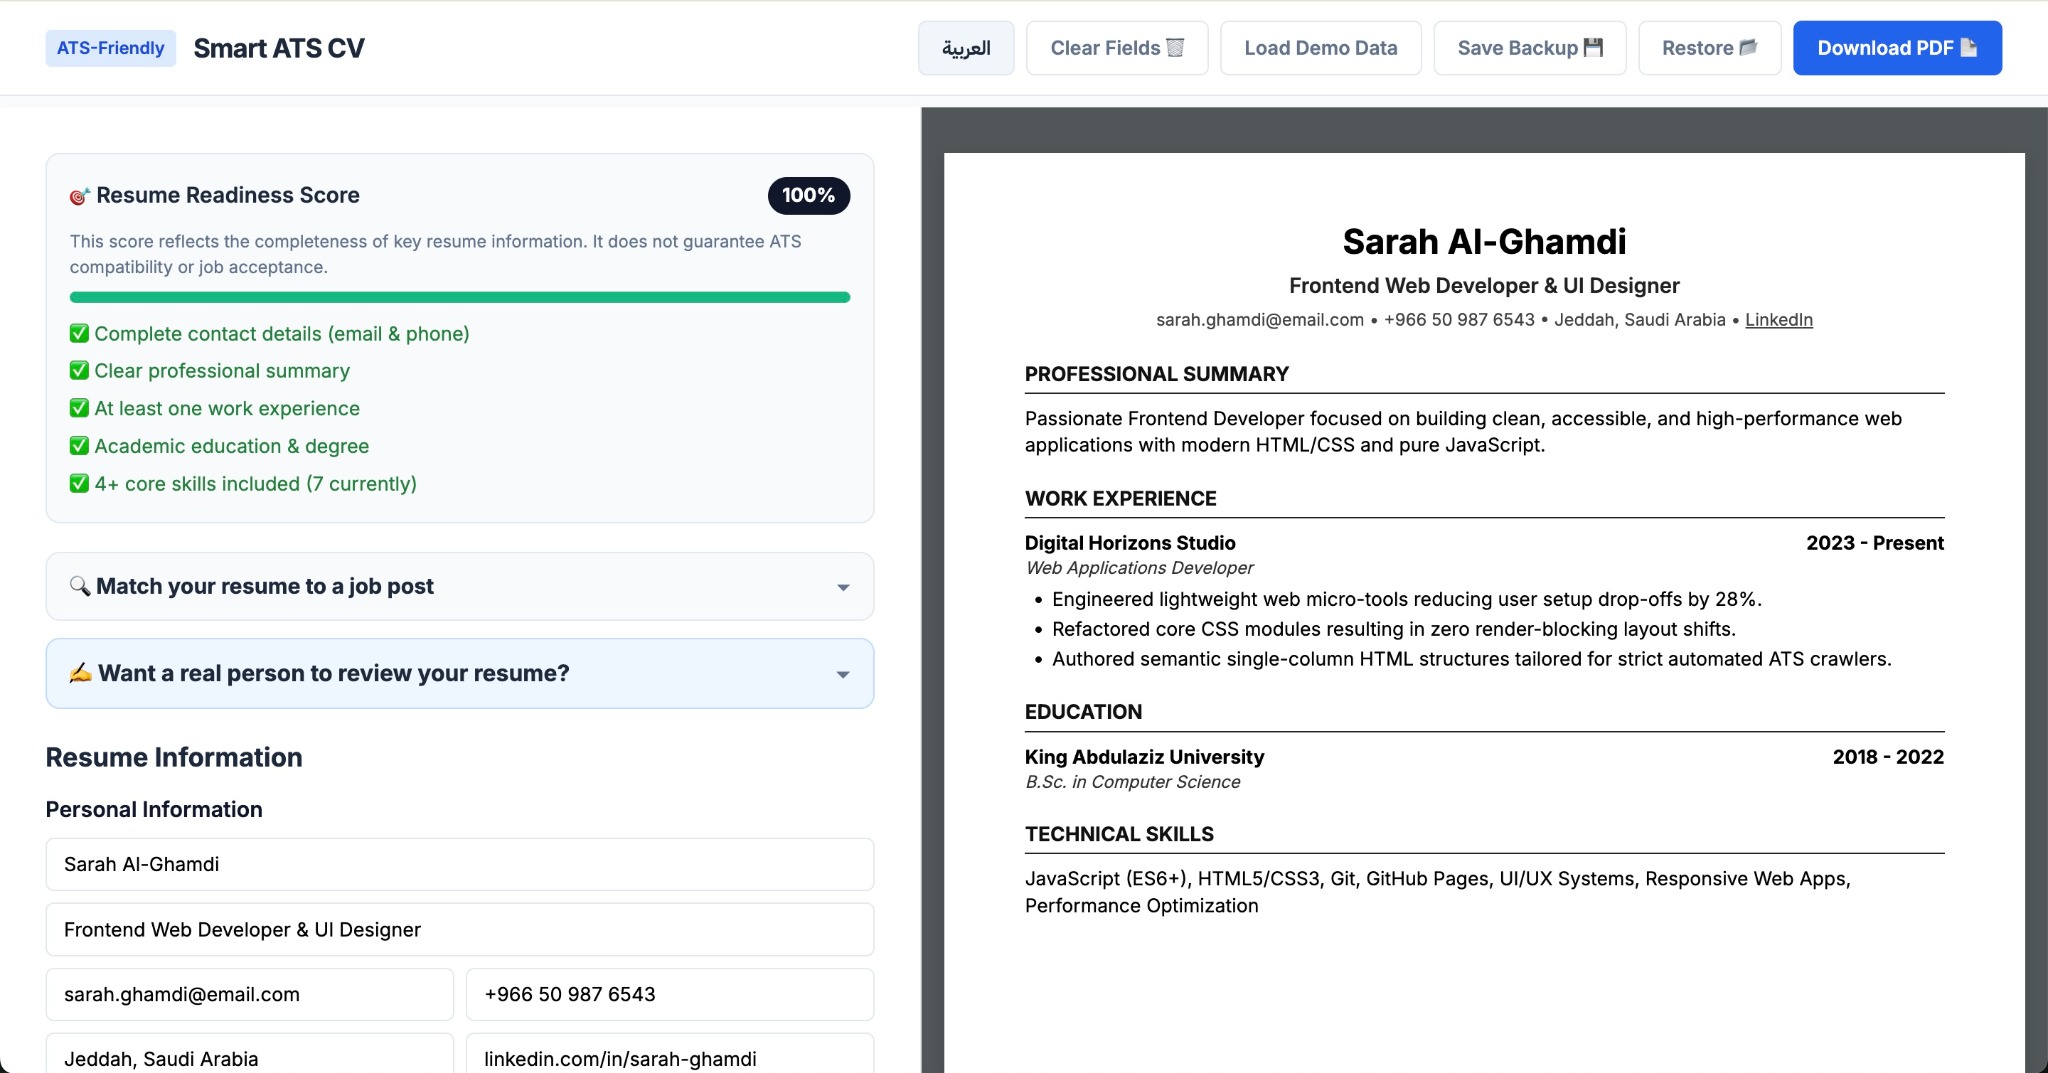 ATS-Friendly
Smart ATS CV
العربية
Clear Fields
Load Demo Data
Save Backup
Restore
Download PDF
Resume Readiness Score
100%
This score reflects the completeness of key resume information. It does not guarantee ATS
compatibility or job acceptance.
Complete contact details (email & phone)
Clear professional summary
At least one work experience
Academic education & degree
4+ core skills included (7 currently)
Match your resume to a job post
Want a real person to review your resume?
Resume Information
Personal Information
Sarah Al-Ghamdi
Frontend Web Developer & UI Designer
sarah.ghamdi@email.com
+966 50 987 6543
Jeddah, Saudi Arabia
linkedin.com/in/sarah-ghamdi
Sarah Al-Ghamdi
Frontend Web Developer & UI Designer
sarah.ghamdi@email.com • +966 50 987 6543 • Jeddah, Saudi Arabia • LinkedIn
PROFESSIONAL SUMMARY
Passionate Frontend Developer focused on building clean, accessible, and high-performance web
applications with modern HTML/CSS and pure JavaScript.
WORK EXPERIENCE
Digital Horizons Studio
2023 - Present
Web Applications Developer
• Engineered lightweight web micro-tools reducing user setup drop-offs by 28%.
• Refactored core CSS modules resulting in zero render-blocking layout shifts.
• Authored semantic single-column HTML structures tailored for strict automated ATS crawlers.
EDUCATION
King Abdulaziz University
2018 - 2022
B.Sc. in Computer Science
TECHNICAL SKILLS
JavaScript (ES6+), HTML5/CSS3, Git, GitHub Pages, UI/UX Systems, Responsive Web Apps,
Performance Optimization